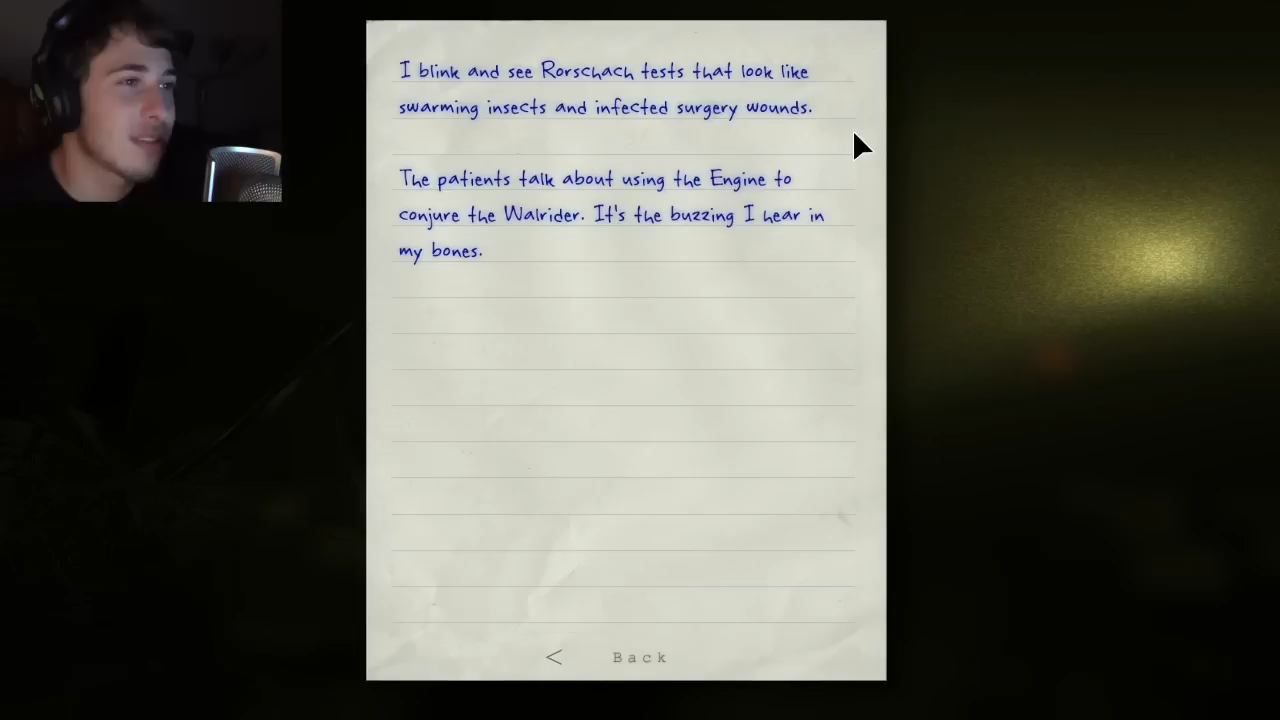 I blink and see Rorschach tests that look like
swarming insects and infected surgery wounds.
The patients talk about using the Engine to
conjure the Walrider. It's the buzzing I hear in
my bones.
< Back